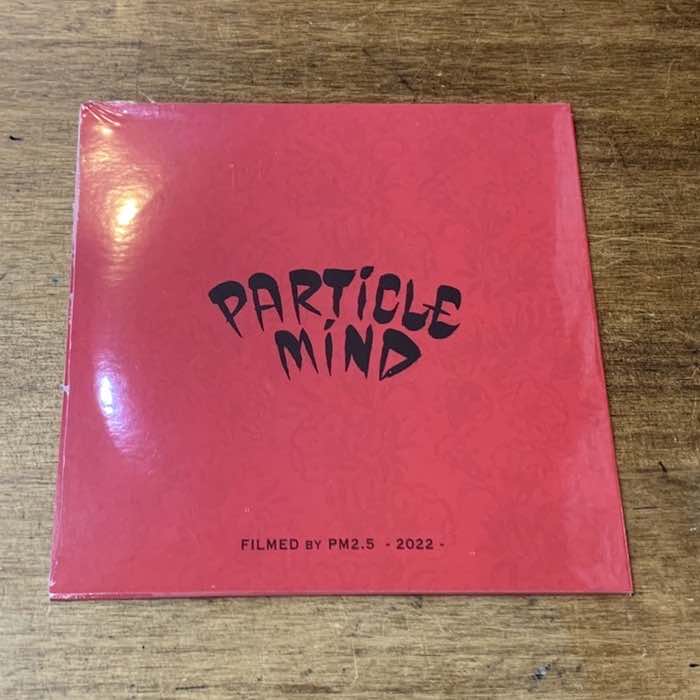 PARTiCLE
MiND
FILMED BY PM2.5 - 2022 -